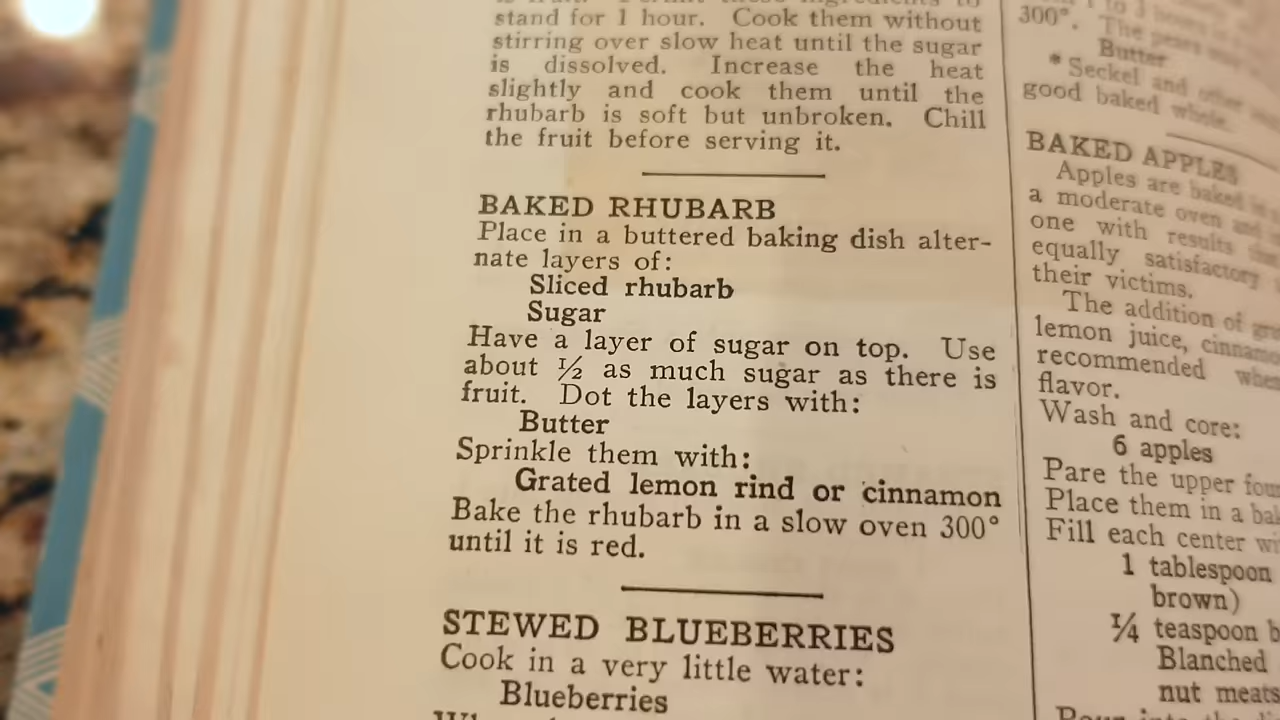 stand for 1 hour. Cook them without
stirring over slow heat until the sugar
is dissolved. Increase the heat
slightly and cook them until the
rhubarb is soft but unbroken. Chill
the fruit before serving it.
BAKED RHUBARB
Place in a buttered baking dish alter-
nate layers of:
Sliced rhubarb
Sugar
Have a layer of sugar on top. Use
about ½ as much sugar as there is
fruit. Dot the layers with:
Butter
Sprinkle them with:
Grated lemon rind or cinnamon
Bake the rhubarb in a slow oven 300°
until it is red.
STEWED BLUEBERRIES
Cook in a very little water:
Blueberries
300°. The
Butter
* Seckel and other
good baked whole.
BAKED APPLES
Apples are baked in
a moderate oven and
one with results that
equally satisfactory
their victims.
The addition of
lemon juice,
recommended
flavor.
Wash and core:
6 apples
Pare the upper
Place them in a
Fill each center
1 tablespoon
brown)
¼ teaspoon
Blanched
nut meats